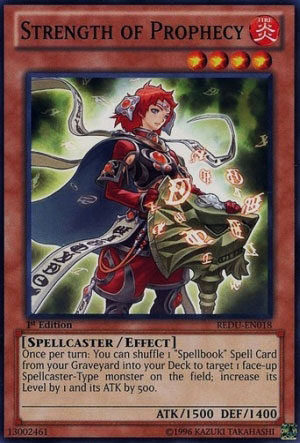 STRENGTH OF PROPHECY
FIRE
炎
1st Edition
REDU-EN018
[SPELLCASTER / EFFECT]
Once per turn: You can shuffle 1 "Spellbook" Spell Card
from your Graveyard into your Deck to target 1 face-up
Spellcaster-Type monster on the field; increase its
Level by 1 and its ATK by 500.
ATK/1500 DEF/1400
13002461
©1996 KAZUKI TAKAHASHI